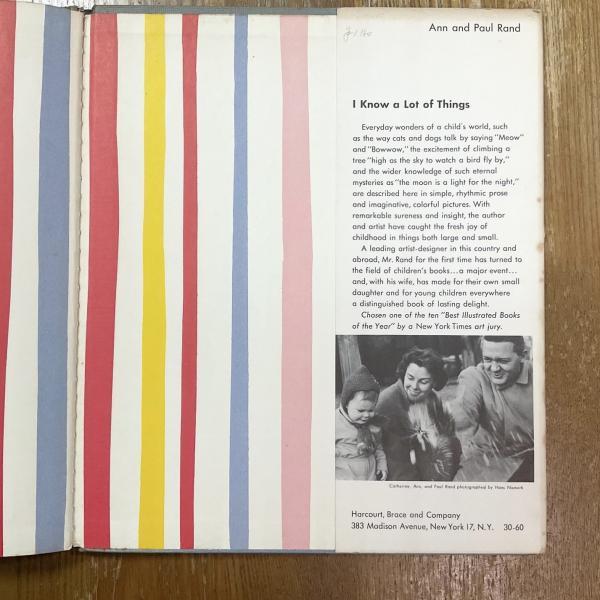 Ann and Paul Rand
I Know a Lot of Things
Everyday wonders of a child's world, such
as the way cats and dogs talk by saying "Meow"
and "Bowwow," the excitement of climbing a
tree "high as the sky to watch a bird fly by,"
and the wider knowledge of such eternal
mysteries as "the moon is a light for the night,"
are described here in simple, rhythmic prose
and imaginative, colorful pictures. With
remarkable sureness and insight, the author
and artist have caught the fresh joy of
childhood in things both large and small.
A leading artist-designer in this country and
abroad, Mr. Rand for the first time has turned to
the field of children's books...a major event...
and, with his wife, has made for their own small
daughter and for young children everywhere
a distinguished book of lasting delight.
Chosen one of the ten "Best Illustrated Books
of the Year" by a New York Times art jury.
Catherine, Ann, and Paul Rand photographed by Hans Namuth
Harcourt, Brace and Company
383 Madison Avenue, New York 17, N.Y. 30-60